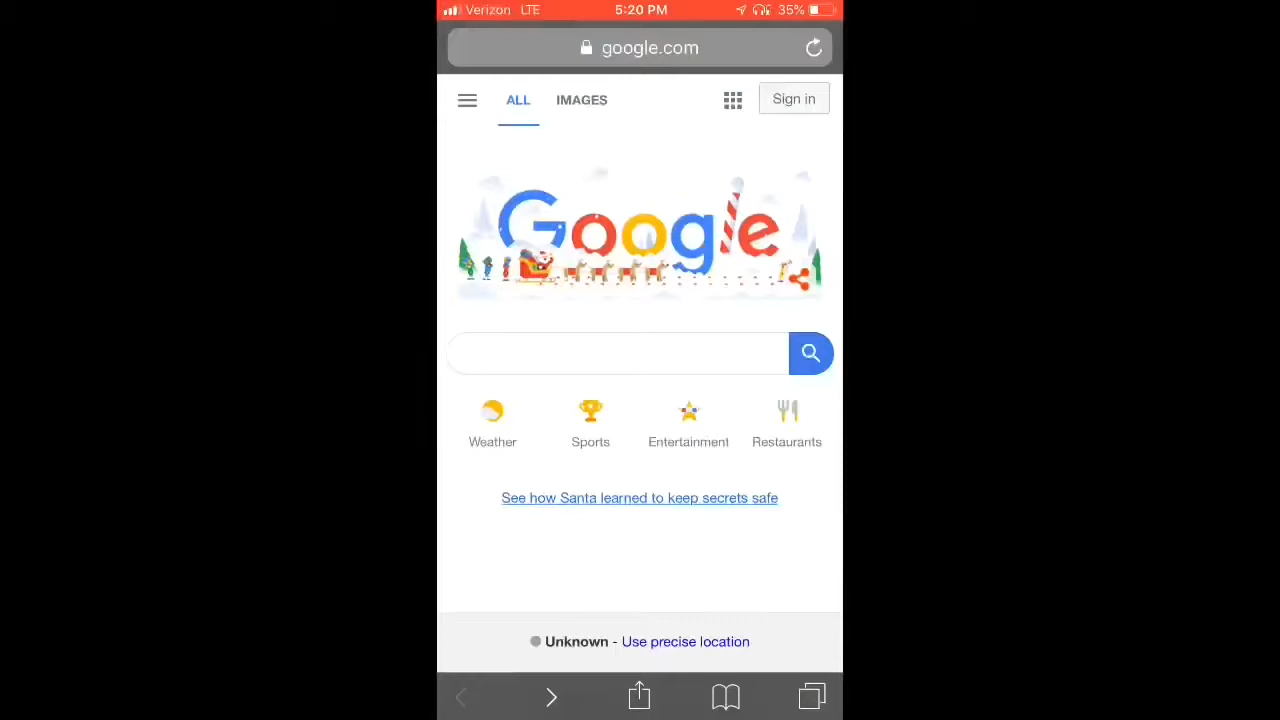 Verizon LTE 5:20 PM 35%
google.com
ALL IMAGES Sign in
Google
Weather Sports Entertainment Restaurants
See how Santa learned to keep secrets safe
Unknown - Use precise location